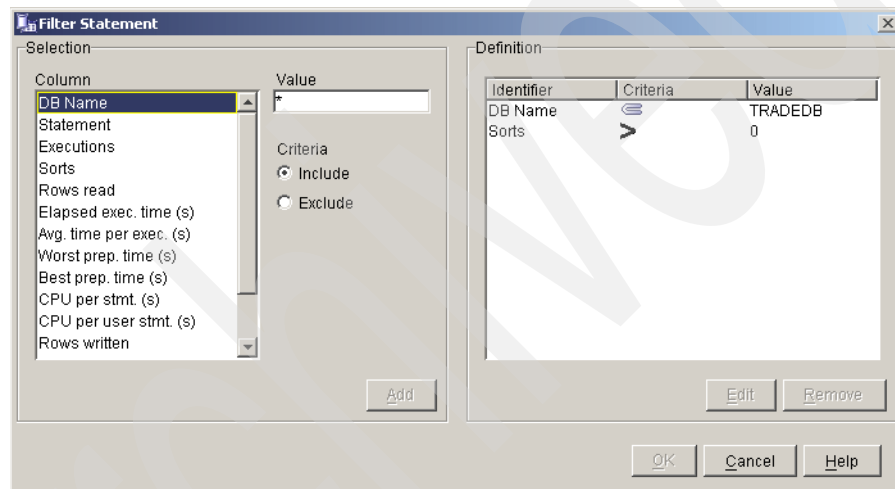 Filter Statement
Selection
Column
Value
DB Name
*
Statement
Executions
Sorts
Rows read
Elapsed exec. time (s)
Avg. time per exec. (s)
Worst prep. time (s)
Best prep. time (s)
CPU per stmt. (s)
CPU per user stmt. (s)
Rows written
Criteria
Include
Exclude
Add
Definition
Identifier Criteria Value
DB Name TRADEDB
Sorts > 0
Edit Remove
OK Cancel Help